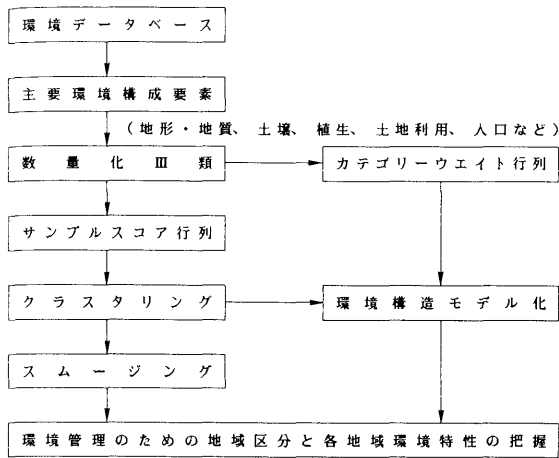 環境データベース
主要環境構成要素
(地形・地質、土壌、植生、土地利用、人口など)
数量化Ⅲ類
カテゴリーウエイト行列
サンプルスコア行列
クラスタリング
環境構造モデル化
スムージング
環境管理のための地域区分と各地域環境特性の把握